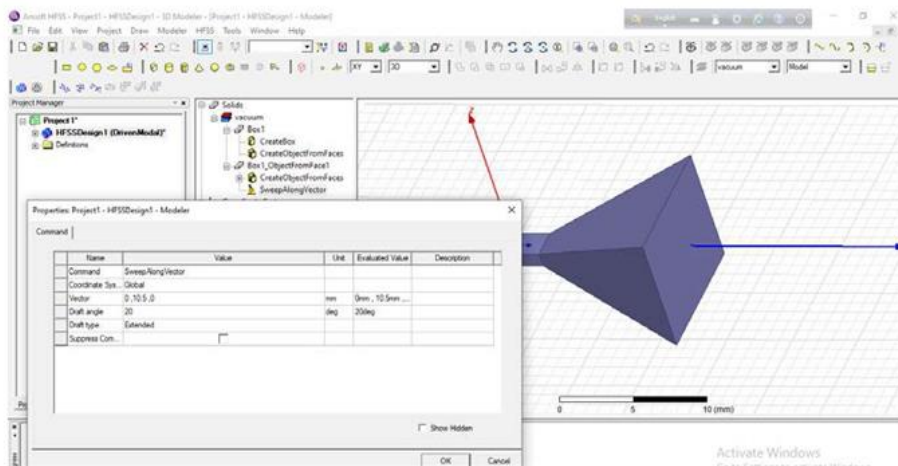 Ansoft HFSS - Project1 - HFSSDesign1 - 3D Modeler - [Project1 - HFSSDesign1 - Modeler]
File Edit View Project Draw Modeler HFSS Tools Window Help
English
XY 3D vacuum Model
Project Manager
Project1*
HFSSDesign1 (DrivenModal)*
Definitions
Solids
vacuum
Box1
CreateBox
CreateObjectFromFaces
Box1_ObjectFromFace1
CreateObjectFromFaces
SweepAlongVector
Properties: Project1 - HFSSDesign1 - Modeler
Command
Name Value Unit Evaluated Value Description
Command SweepAlongVector
Coordinate Sys... Global
Vector 0 ,10.5 ,0 mm 0mm , 10.5mm ,...
Draft angle 20 deg 20deg
Draft type Extended
Suppress Com...
Show Hidden
OK Cancel
0 5 10 (mm)
Activate Windows